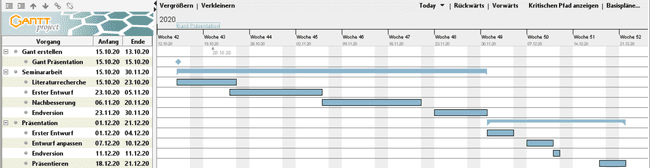 Vergrößern | Verkleinern Today ▼ | Rückwärts | Vorwärts Kritischen Pfad anzeigen | Basispläne...
GANTT
project
2020
Gantt Präsentation
Vorgang Anfang Ende
Woche 42 Woche 43 Woche 44 Woche 45 Woche 46 Woche 47 Woche 48 Woche 49 Woche 50 Woche 51 Woche 52
Gant erstellen 15.10.20 15.10.20
Gant Präsentation 15.10.20 15.10.20
Seminararbeit 15.10.20 30.11.20
Literaturrecherche 15.10.20 23.10.20
Erster Entwurf 23.10.20 05.11.20
Nachbesserung 06.11.20 20.11.20
Endversion 23.11.20 30.11.20
Präsentation 01.12.20 21.12.20
Erster Entwurf 01.12.20 04.12.20
Entwurf anpassen 07.12.20 10.12.20
Endversion 11.12.20 11.12.20
Präsentieren 18.12.20 21.12.20